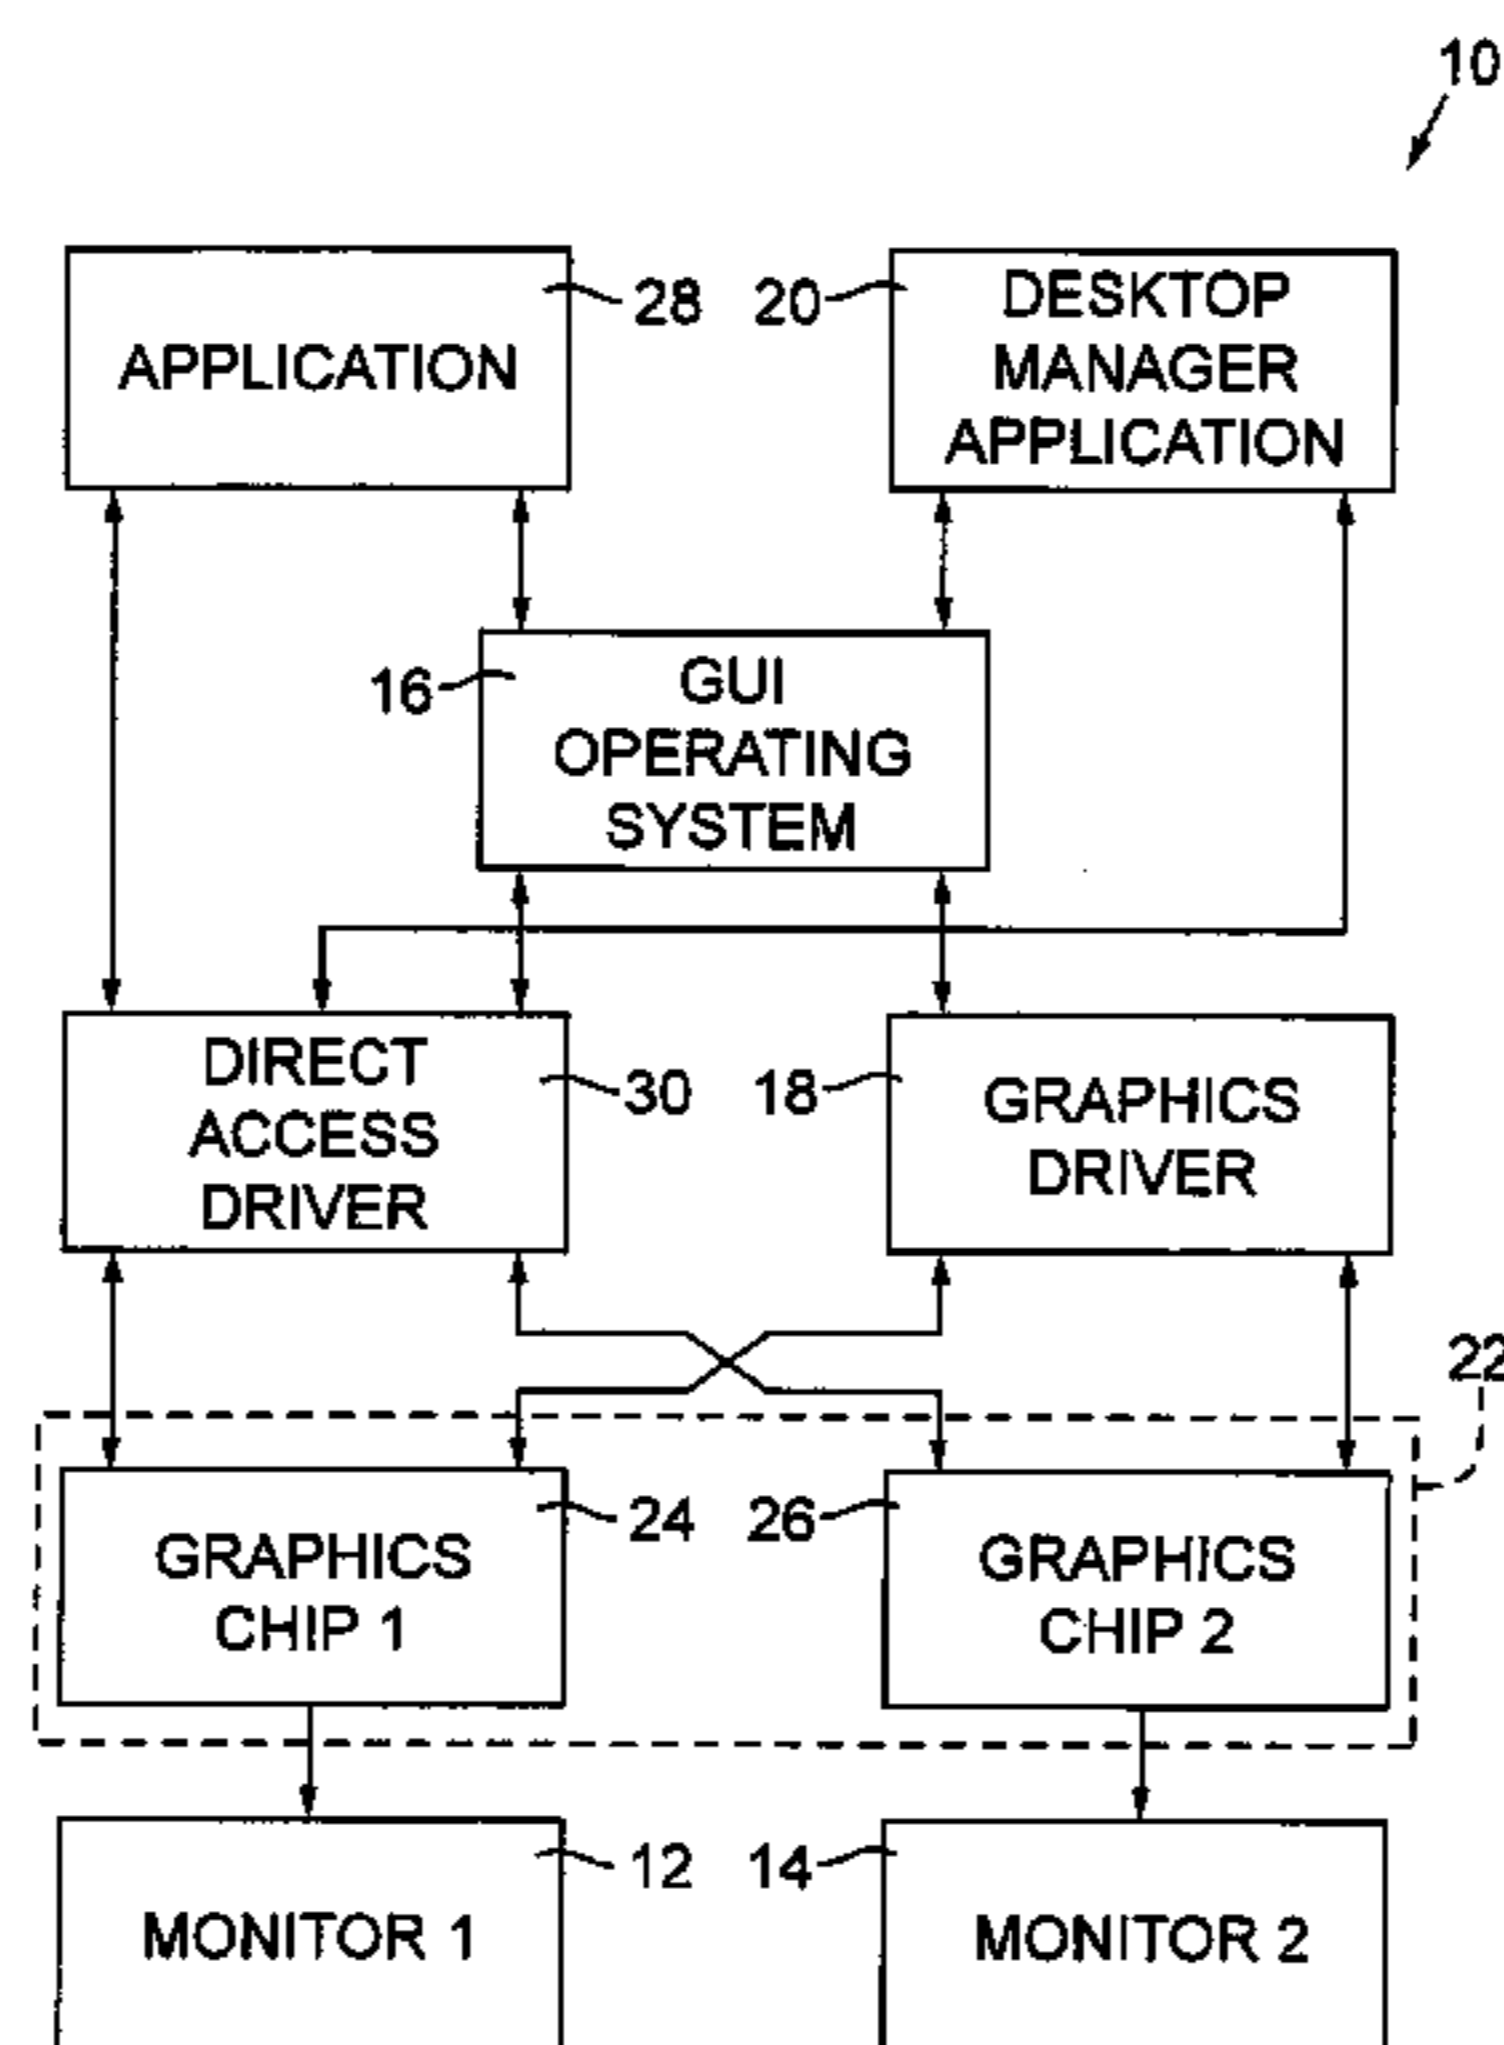 10
28
20
APPLICATION
DESKTOP
MANAGER
APPLICATION
16
GUI
OPERATING
SYSTEM
DIRECT
ACCESS
DRIVER
30
18
GRAPHICS
DRIVER
22
24
26
GRAPHICS
CHIP 1
GRAPHICS
CHIP 2
12
14
MONITOR 1
MONITOR 2